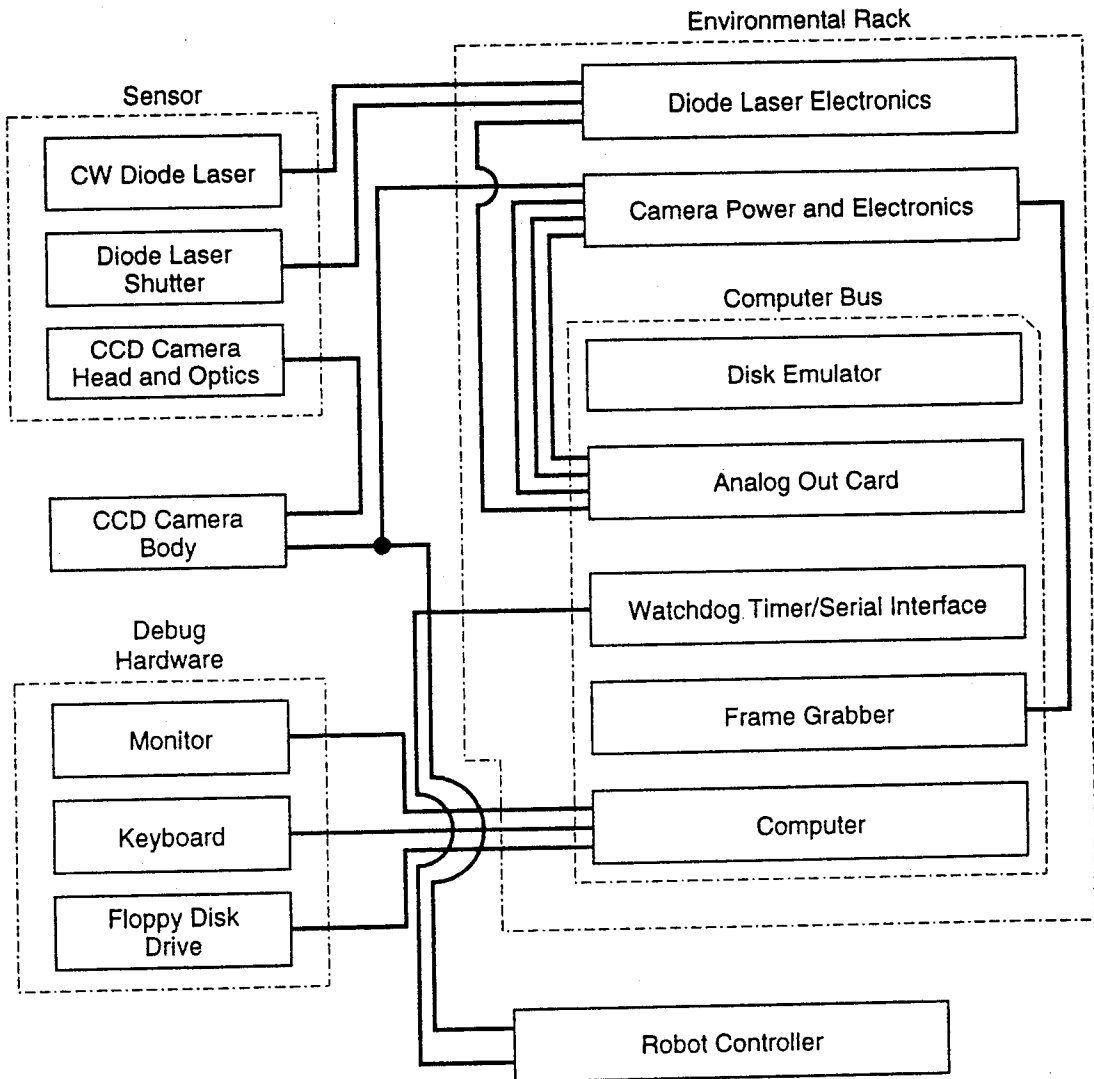 Environmental Rack
Sensor
Diode Laser Electronics
CW Diode Laser
Camera Power and Electronics
Diode Laser
Shutter
Computer Bus
CCD Camera
Head and Optics
Disk Emulator
Analog Out Card
CCD Camera
Body
Watchdog Timer/Serial Interface
Debug
Hardware
Frame Grabber
Monitor
Computer
Keyboard
Floppy Disk
Drive
Robot Controller